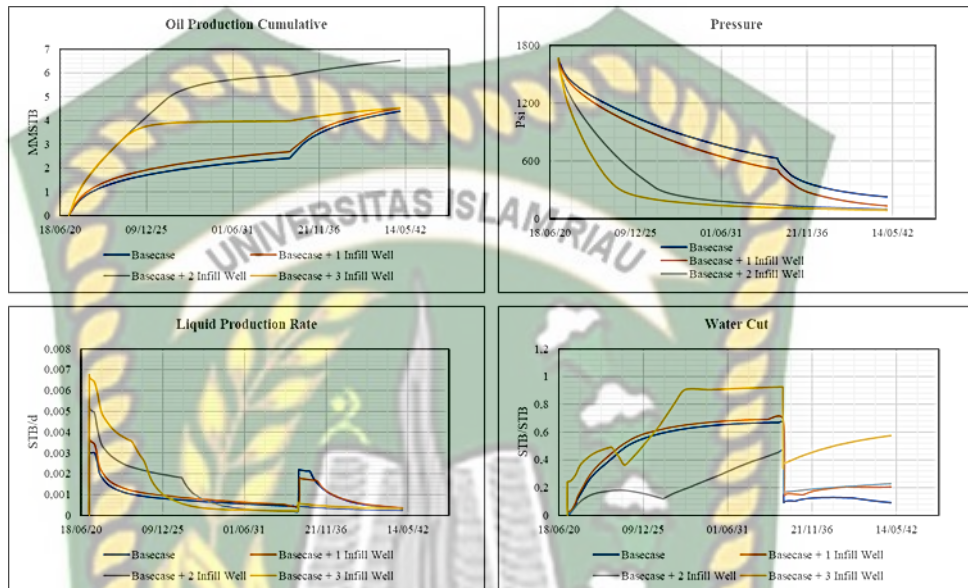 Oil Production Cumulative
MMSTB
7
6
5
4
3
2
1
0
18/06/20 09/12/25 01/06/31 21/11/36 14/05/42
Basecase Basecase + 1 Infill Well
Basecase + 2 Infill Well Basecase + 3 Infill Well
Pressure
Psi
1800
1200
600
0
18/06/20 09/12/25 01/06/31 21/11/36 14/05/42
Basecase
Basecase + 1 Infill Well
Basecase + 2 Infill Well
UNIVERSITAS ISLAM RIAU
Liquid Production Rate
STB/d
0,008
0,007
0,006
0,005
0,004
0,003
0,002
0,001
0
18/06/20 09/12/25 01/06/31 21/11/36 14/05/42
Basecase Basecase + 1 Infill Well
Basecase + 2 Infill Well Basecase + 3 Infill Well
Water Cut
STB/STB
1,2
1
0,8
0,6
0,4
0,2
0
18/06/20 09/12/25 01/06/31 21/11/36 14/05/42
Basecase Basecase + 1 Infill Well
Basecase + 2 Infill Well Basecase + 3 Infill Well